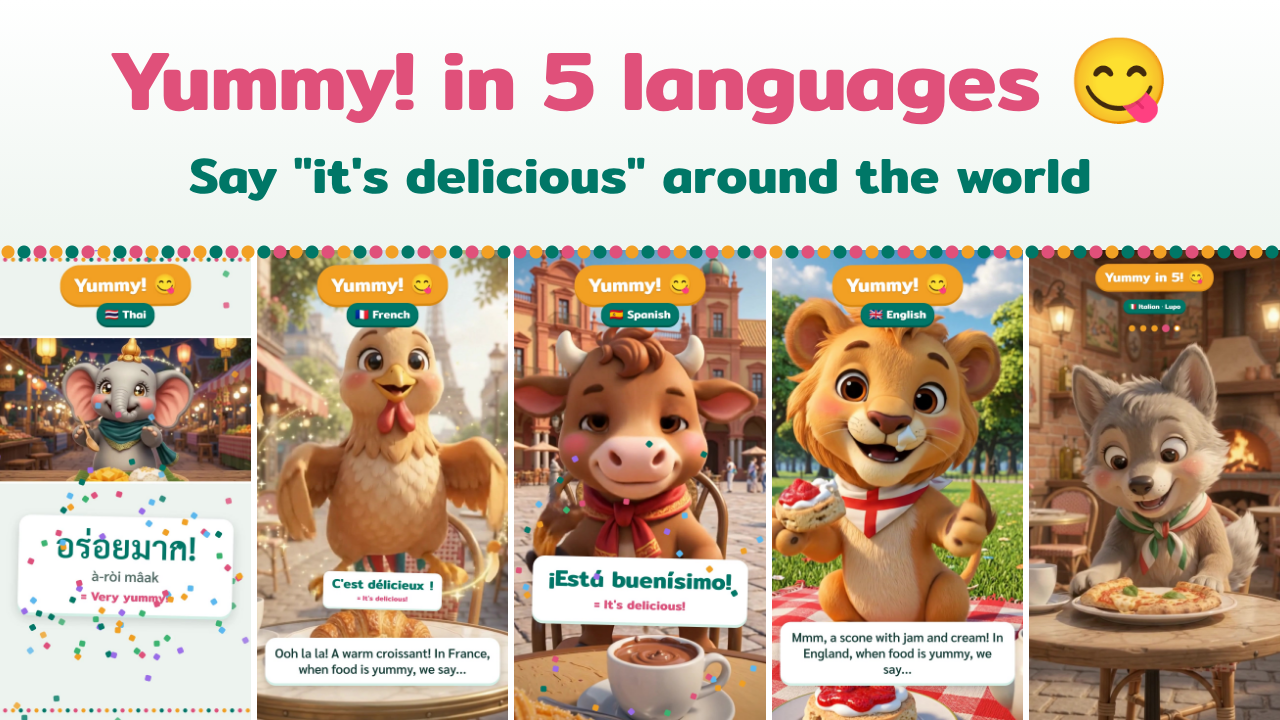 Yummy! in 5 languages 😋
Say "it's delicious" around the world
Yummy! 😋
🇹🇭 Thai
อร่อยมาก!
à-ròi mâak
= Very yummy!
Yummy! 😋
🇫🇷 French
C'est délicieux !
= It's delicious!
Ooh la la! A warm croissant! In France,
when food is yummy, we say...
Yummy! 😋
🇪🇸 Spanish
¡Está buenísimo!
= It's delicious!
Yummy! 😋
🇬🇧 English
Mmm, a scone with jam and cream! In
England, when food is yummy, we
say...
Yummy in 5! 😋
🇮🇹 Italian · Lupo